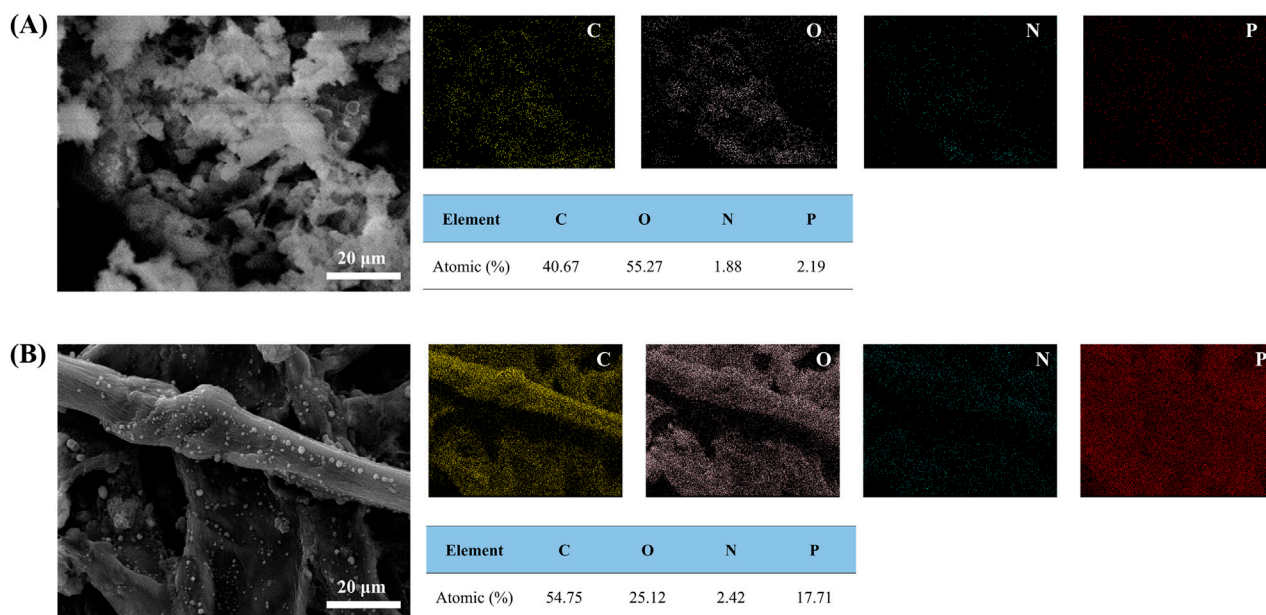 (A)
C
O
N
P
Element C O N P
Atomic (%) 40.67 55.27 1.88 2.19
20 μm
(B)
C
O
N
P
Element C O N P
Atomic (%) 54.75 25.12 2.42 17.71
20 μm